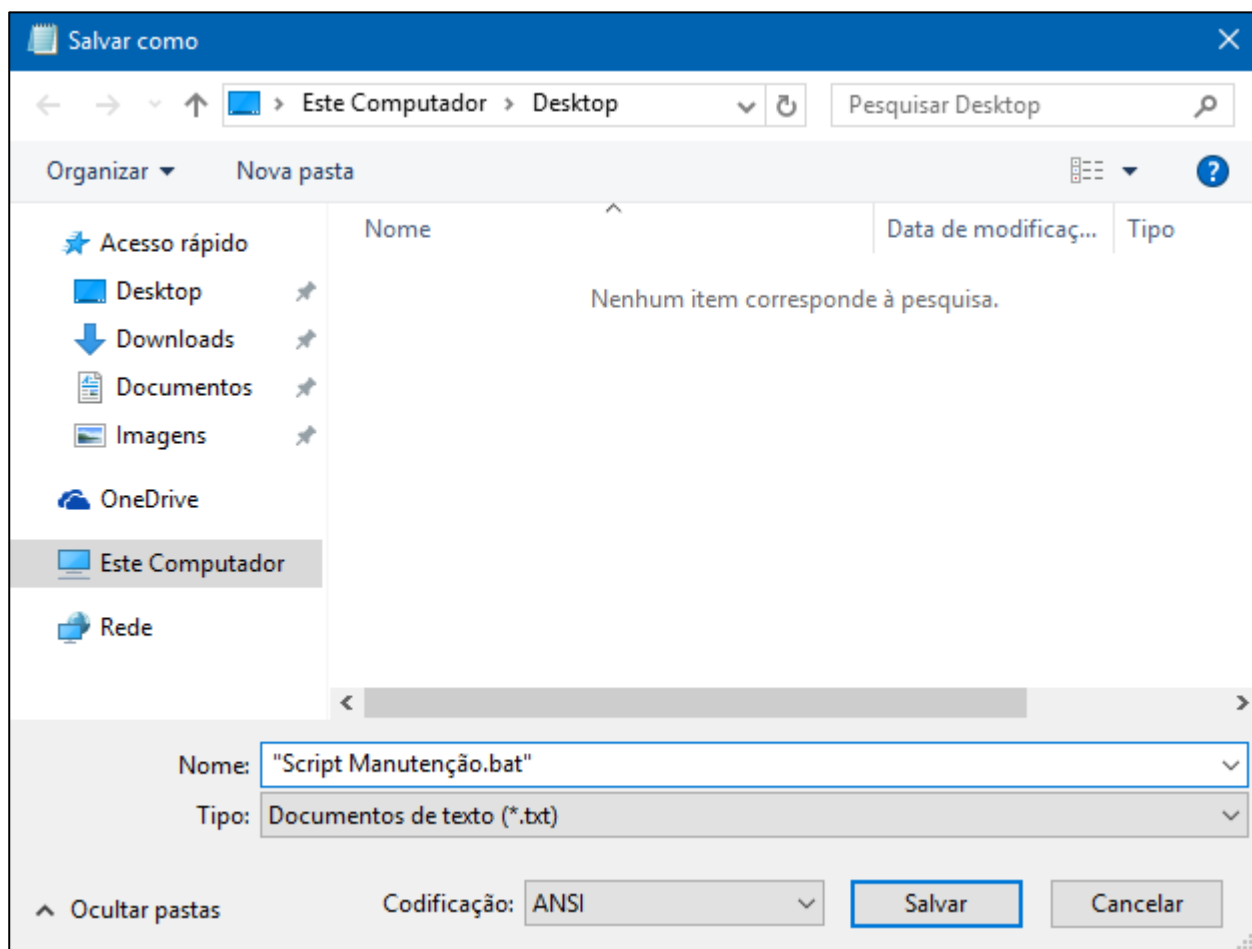 Salvar como
Este Computador > Desktop
Pesquisar Desktop
Organizar
Nova pasta
Nome
Data de modificaç...
Tipo
Acesso rápido
Desktop
Downloads
Documentos
Imagens
OneDrive
Este Computador
Rede
Nenhum item corresponde à pesquisa.
Nome: "Script Manutenção.bat"
Tipo: Documentos de texto (*.txt)
Ocultar pastas
Codificação: ANSI
Salvar
Cancelar